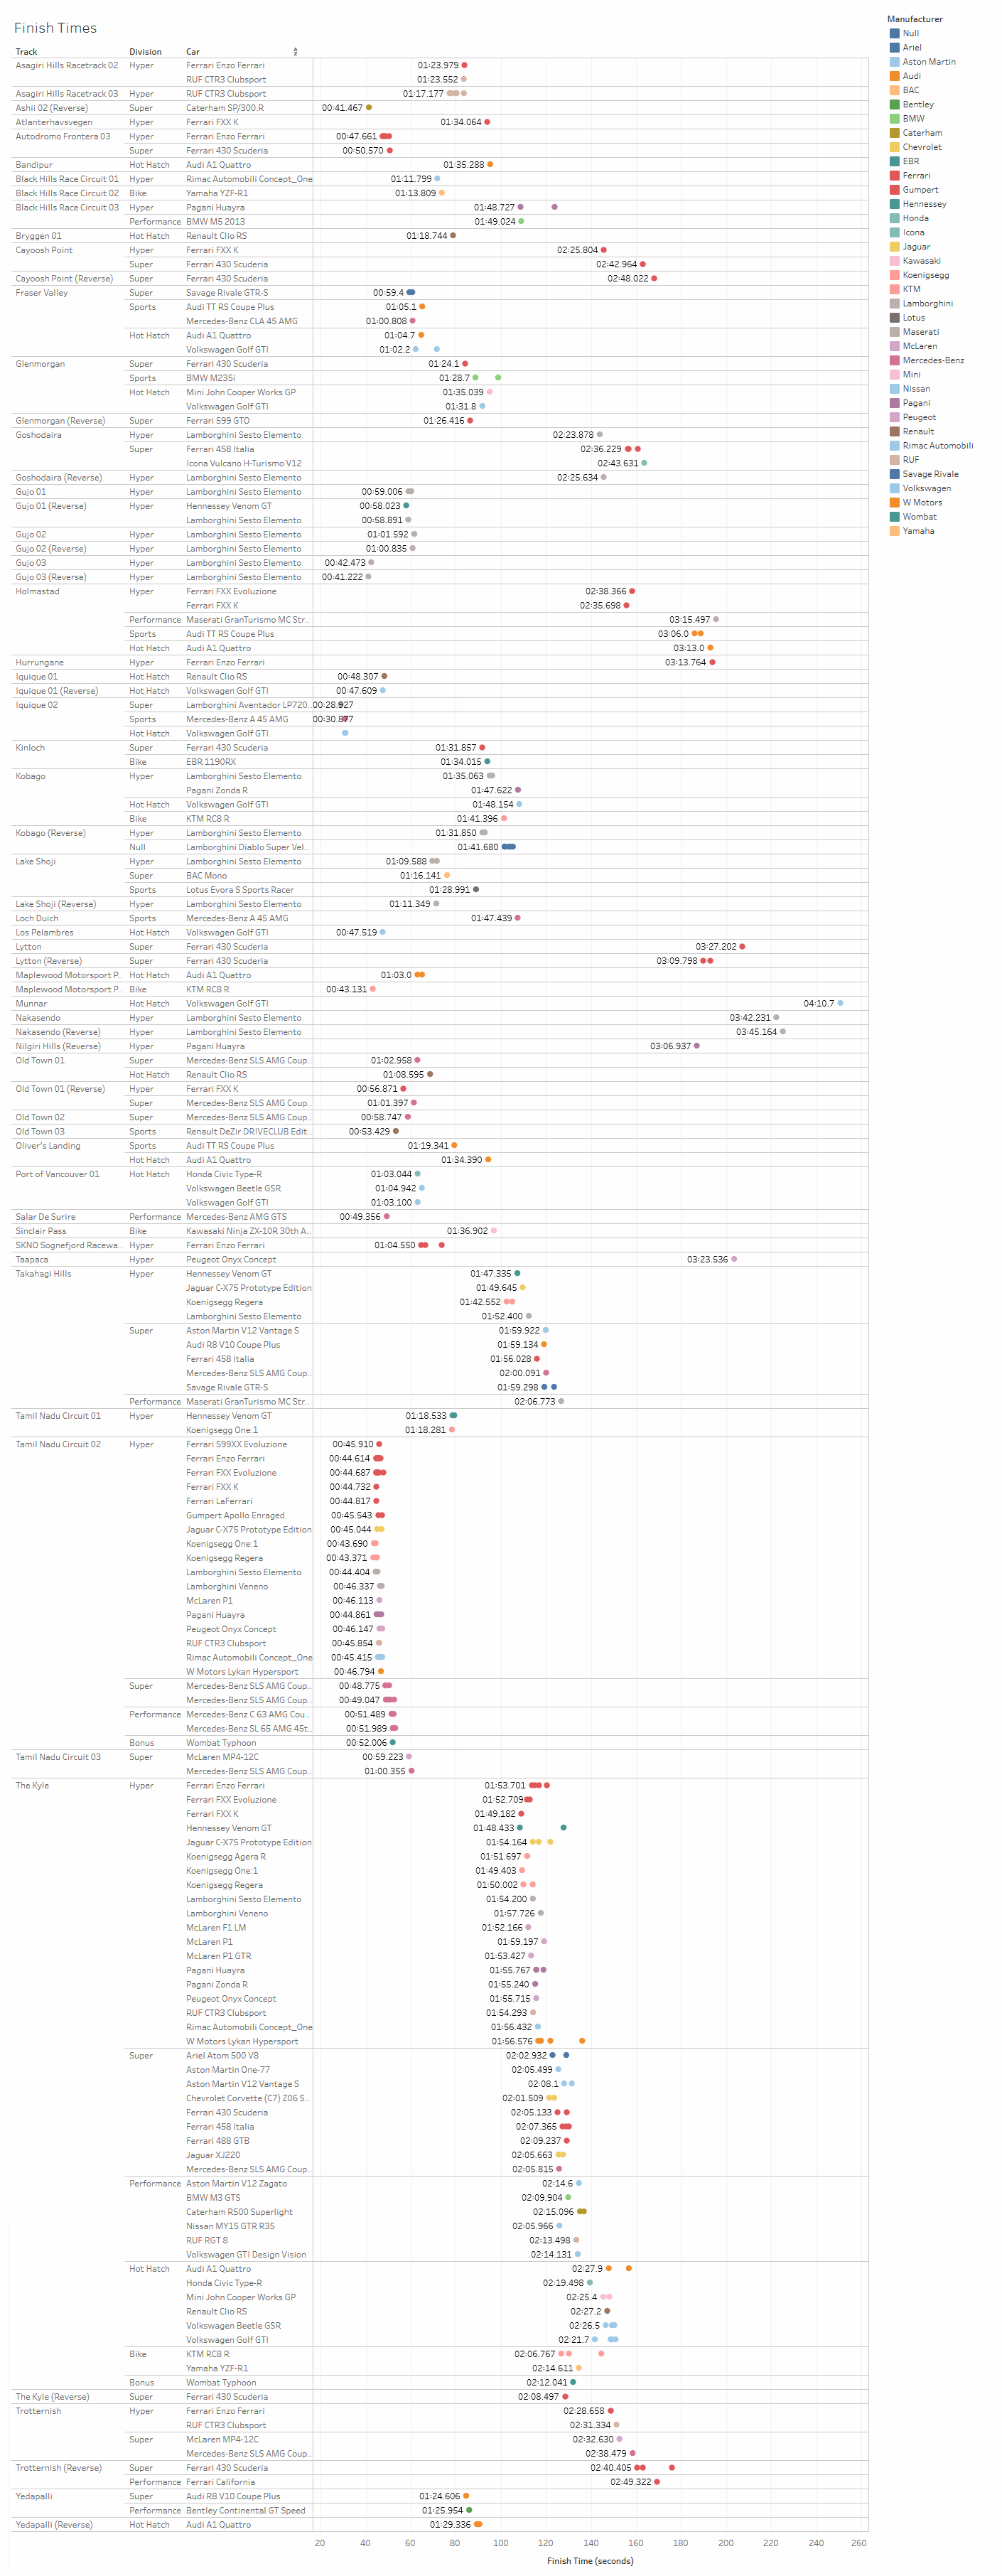 Finish Times
Track Division Car
Asagiri Hills Racetrack 02 Hyper Ferrari Enzo Ferrari 01:23.979
RUF CTR3 Clubsport 01:23.552
Asagiri Hills Racetrack 03 Hyper RUF CTR3 Clubsport 01:17.177
Ashii 02 (Reverse) Super Caterham SP/300.R 00:41.467
Atlanterhavsvegen Hyper Ferrari FXX K 01:34.064
Autodromo Frontera 03 Hyper Ferrari Enzo Ferrari 00:47.661
Super Ferrari 430 Scuderia 00:50.570
Bandipur Hot Hatch Audi A1 Quattro 01:35.288
Black Hills Race Circuit 01 Hyper Rimac Automobili Concept_One 01:11.799
Black Hills Race Circuit 02 Bike Yamaha YZF-R1 01:13.809
Black Hills Race Circuit 03 Hyper Pagani Huayra 01:48.727
Performance BMW M5 2013 01:49.024
Bryggen 01 Hot Hatch Renault Clio RS 01:18.744
Cayoosh Point Hyper Ferrari FXX K 02:25.804
Super Ferrari 430 Scuderia 02:42.964
Cayoosh Point (Reverse) Super Ferrari 430 Scuderia 02:48.022
Fraser Valley Super Savage Rivale GTR-S 00:59.4
Sports Audi TT RS Coupe Plus 01:05.1
Mercedes-Benz CLA 45 AMG 01:00.808
Hot Hatch Audi A1 Quattro 01:04.7
Volkswagen Golf GTI 01:02.2
Glenmorgan Super Ferrari 430 Scuderia 01:24.1
Sports BMW M235i 01:28.7
Hot Hatch Mini John Cooper Works GP 01:35.039
Volkswagen Golf GTI 01:31.8
Glenmorgan (Reverse) Super Ferrari 599 GTO 01:26.416
Goshodaira Hyper Lamborghini Sesto Elemento 02:23.878
Super Ferrari 458 Italia 02:36.229
Icona Vulcano H-Turismo V12 02:43.631
Goshodaira (Reverse) Hyper Lamborghini Sesto Elemento 02:25.634
Gujo 01 Hyper Lamborghini Sesto Elemento 00:59.006
Gujo 01 (Reverse) Hyper Hennessey Venom GT 00:58.023
Lamborghini Sesto Elemento 00:58.891
Gujo 02 Hyper Lamborghini Sesto Elemento 01:01.592
Gujo 02 (Reverse) Hyper Lamborghini Sesto Elemento 01:00.835
Gujo 03 Hyper Lamborghini Sesto Elemento 00:42.473
Gujo 03 (Reverse) Hyper Lamborghini Sesto Elemento 00:41.222
Holmastad Hyper Ferrari FXX Evoluzione 02:38.366
Ferrari FXX K 02:35.698
Performance Maserati GranTurismo MC Str.. 03:15.497
Sports Audi TT RS Coupe Plus 03:06.0
Hot Hatch Audi A1 Quattro 03:13.0
Hurrungane Hyper Ferrari Enzo Ferrari 03:13.764
Iquique 01 Hot Hatch Renault Clio RS 00:48.307
Iquique 01 (Reverse) Hot Hatch Volkswagen Golf GTI 00:47.609
Iquique 02 Super Lamborghini Aventador LP720.. 00:28.927
Sports Mercedes-Benz A 45 AMG 00:30.877
Hot Hatch Volkswagen Golf GTI
Kinloch Super Ferrari 430 Scuderia 01:31.857
Bike EBR 1190RX 01:34.015
Kobago Hyper Lamborghini Sesto Elemento 01:35.063
Pagani Zonda R 01:47.622
Hot Hatch Volkswagen Golf GTI 01:48.154
Bike KTM RC8 R 01:41.396
Kobago (Reverse) Hyper Lamborghini Sesto Elemento 01:31.850
Null Lamborghini Diablo Super Vel.. 01:41.680
Lake Shoji Hyper Lamborghini Sesto Elemento 01:09.588
Super BAC Mono 01:16.141
Sports Lotus Evora S Sports Racer 01:28.991
Lake Shoji (Reverse) Hyper Lamborghini Sesto Elemento 01:11.349
Loch Duich Sports Mercedes-Benz A 45 AMG 01:47.439
Los Pelambres Hot Hatch Volkswagen Golf GTI 00:47.519
Lytton Super Ferrari 430 Scuderia 03:27.202
Lytton (Reverse) Super Ferrari 430 Scuderia 03:09.798
Maplewood Motorsport P.. Hot Hatch Audi A1 Quattro 01:03.0
Maplewood Motorsport P.. Bike KTM RC8 R 00:43.131
Munnar Hot Hatch Volkswagen Golf GTI 04:10.7
Nakasendo Hyper Lamborghini Sesto Elemento 03:42.231
Nakasendo (Reverse) Hyper Lamborghini Sesto Elemento 03:45.164
Nilgiri Hills (Reverse) Hyper Pagani Huayra 03:06.937
Old Town 01 Super Mercedes-Benz SLS AMG Coup.. 01:02.958
Hot Hatch Renault Clio RS 01:08.595
Old Town 01 (Reverse) Hyper Ferrari FXX K 00:56.871
Super Mercedes-Benz SLS AMG Coup.. 01:01.397
Old Town 02 Super Mercedes-Benz SLS AMG Coup.. 00:58.747
Old Town 03 Sports Renault DeZir DRIVECLUB Edit.. 00:53.429
Oliver's Landing Sports Audi TT RS Coupe Plus 01:19.341
Hot Hatch Audi A1 Quattro 01:34.390
Port of Vancouver 01 Hot Hatch Honda Civic Type-R 01:03.044
Volkswagen Beetle GSR 01:04.942
Volkswagen Golf GTI 01:03.100
Salar De Surire Performance Mercedes-Benz AMG GTS 00:49.356
Sinclair Pass Bike Kawasaki Ninja ZX-10R 30th A.. 01:36.902
SKNO Sognefjord Racewa.. Hyper Ferrari Enzo Ferrari 01:04.550
Taapaca Hyper Peugeot Onyx Concept 03:23.536
Takahagi Hills Hyper Hennessey Venom GT 01:47.335
Jaguar C-X75 Prototype Edition 01:49.645
Koenigsegg Regera 01:42.552
Lamborghini Sesto Elemento 01:52.400
Super Aston Martin V12 Vantage S 01:59.922
Audi R8 V10 Coupe Plus 01:59.134
Ferrari 458 Italia 01:56.028
Mercedes-Benz SLS AMG Coup.. 02:00.091
Savage Rivale GTR-S 01:59.298
Performance Maserati GranTurismo MC Str.. 02:06.773
Tamil Nadu Circuit 01 Hyper Hennessey Venom GT 01:18.533
Koenigsegg One:1 01:18.281
Tamil Nadu Circuit 02 Hyper Ferrari 599XX Evoluzione 00:45.910
Ferrari Enzo Ferrari 00:44.614
Ferrari FXX Evoluzione 00:44.687
Ferrari FXX K 00:44.732
Ferrari LaFerrari 00:44.817
Gumpert Apollo Enraged 00:45.543
Jaguar C-X75 Prototype Edition 00:45.044
Koenigsegg One:1 00:43.690
Koenigsegg Regera 00:43.371
Lamborghini Sesto Elemento 00:44.404
Lamborghini Veneno 00:46.337
McLaren P1 00:46.113
Pagani Huayra 00:44.861
Peugeot Onyx Concept 00:46.147
RUF CTR3 Clubsport 00:45.854
Rimac Automobili Concept_One 00:45.415
W Motors Lykan Hypersport 00:46.794
Super Mercedes-Benz SLS AMG Coup.. 00:48.775
Mercedes-Benz SLS AMG Coup.. 00:49.047
Performance Mercedes-Benz C 63 AMG Cou.. 00:51.489
Mercedes-Benz SL 65 AMG 45t.. 00:51.989
Bonus Wombat Typhoon 00:52.006
Tamil Nadu Circuit 03 Super McLaren MP4-12C 00:59.223
Mercedes-Benz SLS AMG Coup.. 01:00.355
The Kyle Hyper Ferrari Enzo Ferrari 01:53.701
Ferrari FXX Evoluzione 01:52.709
Ferrari FXX K 01:49.182
Hennessey Venom GT 01:48.433
Jaguar C-X75 Prototype Edition 01:54.164
Koenigsegg Agera R 01:51.697
Koenigsegg One:1 01:49.403
Koenigsegg Regera 01:50.002
Lamborghini Sesto Elemento 01:54.200
Lamborghini Veneno 01:57.726
McLaren F1 LM 01:52.166
McLaren P1 01:59.197
McLaren P1 GTR 01:53.427
Pagani Huayra 01:55.767
Pagani Zonda R 01:55.240
Peugeot Onyx Concept 01:55.715
RUF CTR3 Clubsport 01:54.293
Rimac Automobili Concept_One 01:56.432
W Motors Lykan Hypersport 01:56.576
Super Ariel Atom 500 V8 02:02.932
Aston Martin One-77 02:05.499
Aston Martin V12 Vantage S 02:08.1
Chevrolet Corvette (C7) Z06 S.. 02:01.509
Ferrari 430 Scuderia 02:05.133
Ferrari 458 Italia 02:07.365
Ferrari 488 GTB 02:09.237
Jaguar XJ220 02:05.663
Mercedes-Benz SLS AMG Coup.. 02:05.815
Performance Aston Martin V12 Zagato 02:14.6
BMW M3 GTS 02:09.904
Caterham R500 Superlight 02:15.096
Nissan MY15 GTR R35 02:05.966
RUF RGT 8 02:13.498
Volkswagen GTI Design Vision 02:14.131
Hot Hatch Audi A1 Quattro 02:27.9
Honda Civic Type-R 02:19.498
Mini John Cooper Works GP 02:25.4
Renault Clio RS 02:27.2
Volkswagen Beetle GSR 02:26.5
Volkswagen Golf GTI 02:21.7
Bike KTM RC8 R 02:06.767
Yamaha YZF-R1 02:14.611
Bonus Wombat Typhoon 02:12.041
The Kyle (Reverse) Super Ferrari 430 Scuderia 02:08.497
Trotternish Hyper Ferrari Enzo Ferrari 02:28.658
RUF CTR3 Clubsport 02:31.334
Super McLaren MP4-12C 02:32.630
Mercedes-Benz SLS AMG Coup.. 02:38.479
Trotternish (Reverse) Super Ferrari 430 Scuderia 02:40.405
Performance Ferrari California 02:49.322
Yedapalli Super Audi R8 V10 Coupe Plus 01:24.606
Performance Bentley Continental GT Speed 01:25.954
Yedapalli (Reverse) Hot Hatch Audi A1 Quattro 01:29.336
20 40 60 80 100 120 140 160 180 200 220 240 260
Finish Time (seconds)
Manufacturer
Null
Ariel
Aston Martin
Audi
BAC
Bentley
BMW
Caterham
Chevrolet
EBR
Ferrari
Gumpert
Hennessey
Honda
Icona
Jaguar
Kawasaki
Koenigsegg
KTM
Lamborghini
Lotus
Maserati
McLaren
Mercedes-Benz
Mini
Nissan
Pagani
Peugeot
Renault
Rimac Automobili
RUF
Savage Rivale
Volkswagen
W Motors
Wombat
Yamaha